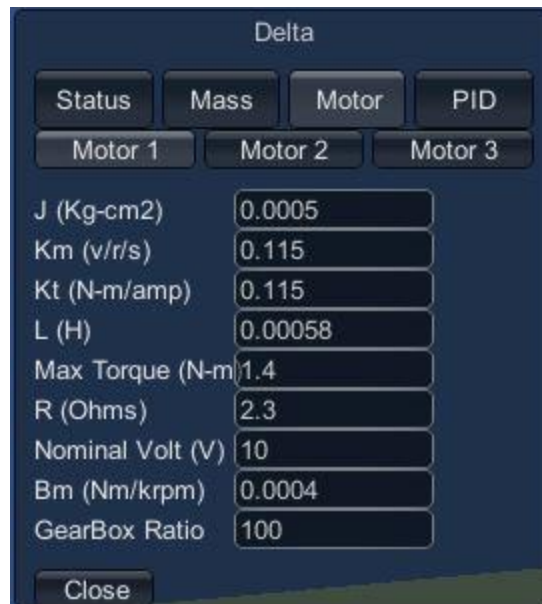 Delta
Status Mass Motor PID
Motor 1 Motor 2 Motor 3
J (Kg-cm2) 0.0005
Km (v/r/s) 0.115
Kt (N-m/amp) 0.115
L (H) 0.00058
Max Torque (N-m) 1.4
R (Ohms) 2.3
Nominal Volt (V) 10
Bm (Nm/krpm) 0.0004
GearBox Ratio 100
Close